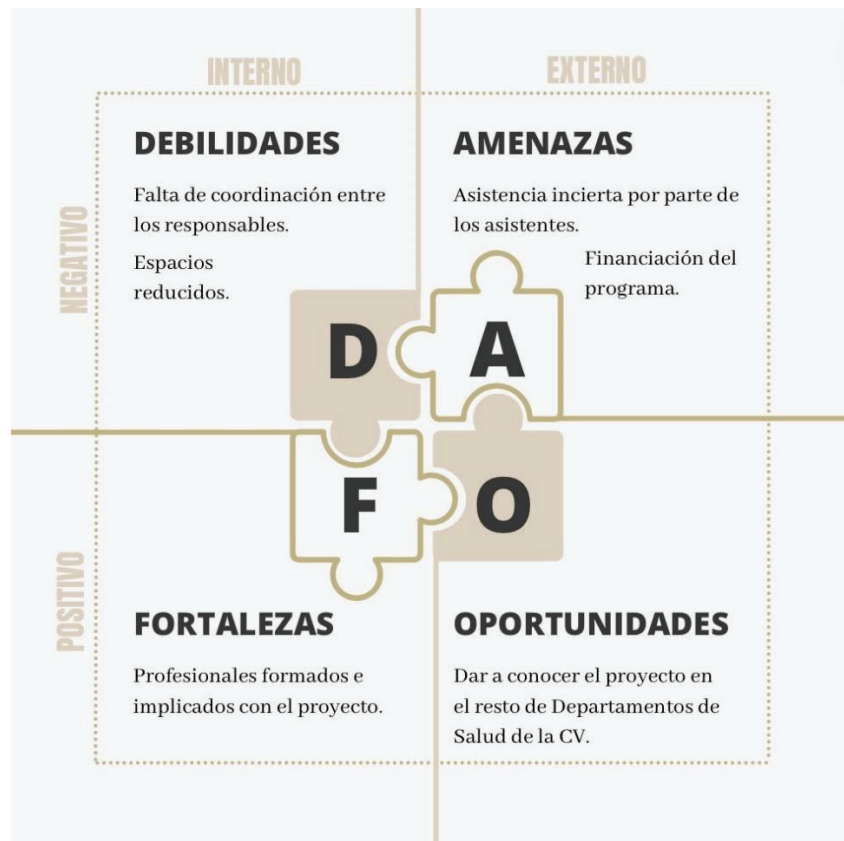 INTERNO
EXTERNO
NEGATIVO
DEBILIDADES
Falta de coordinación entre
los responsables.
Espacios
reducidos.
AMENAZAS
Asistencia incierta por parte de
los asistentes.
Financiación del
programa.
D
A
F
O
POSITIVO
FORTALEZAS
Profesionales formados e
implicados con el proyecto.
OPORTUNIDADES
Dar a conocer el proyecto en
el resto de Departamentos de
Salud de la CV.